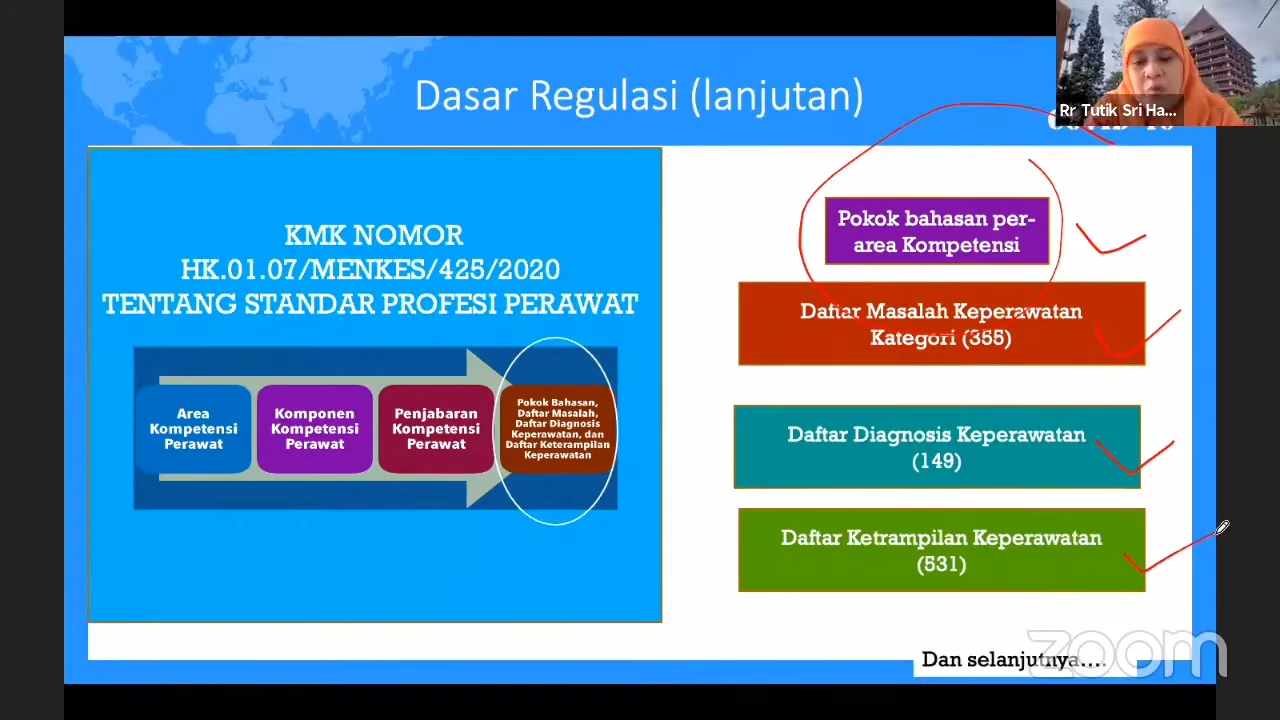 Dasar Regulasi (lanjutan)
Rr Tutik Sri Ha...
KMK NOMOR
HK.01.07/MENKES/425/2020
TENTANG STANDAR PROFESI PERAWAT
Area
Kompetensi
Perawat
Komponen
Kompetensi
Perawat
Penjabaran
Kompetensi
Perawat
Pokok Bahasan,
Daftar Masalah,
Daftar Diagnosis
Keperawatan, dan
Daftar Keterampilan
Keperawatan
Pokok bahasan per-
area Kompetensi
Daftar Masalah Keperawatan
Kategori (355)
Daftar Diagnosis Keperawatan
(149)
Daftar Ketrampilan Keperawatan
(531)
Dan selanjutnya....
zoom